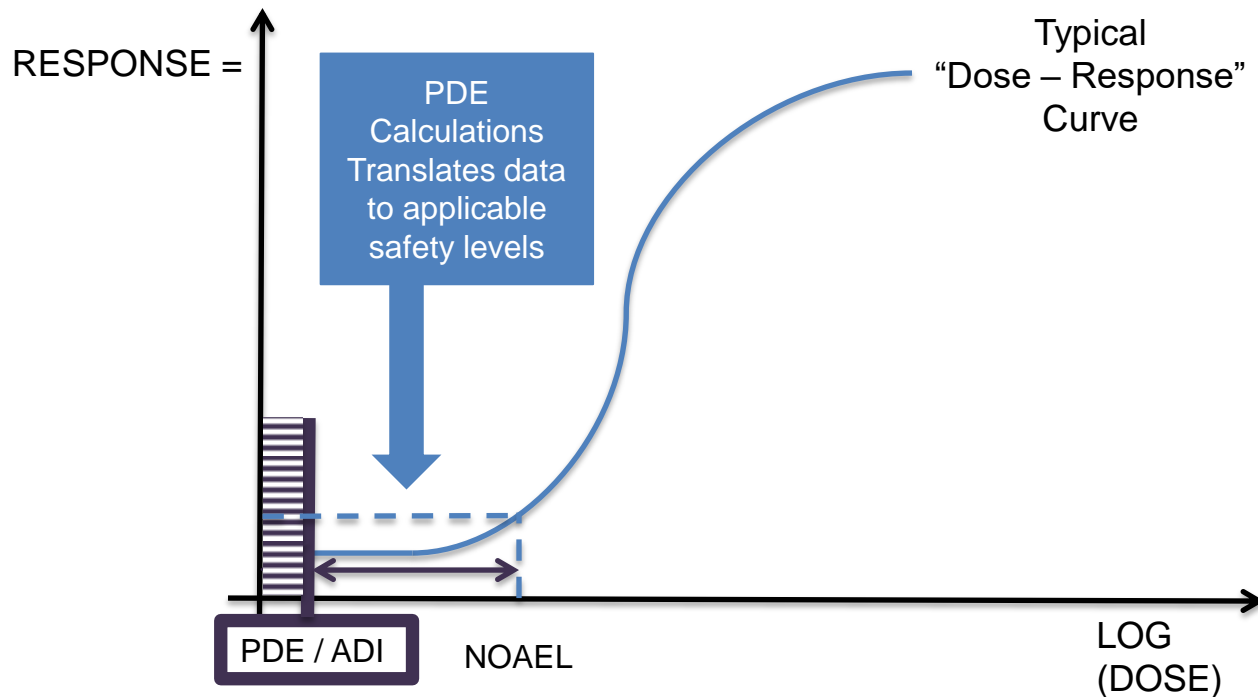 RESPONSE =
PDE
Calculations
Translates data
to applicable
safety levels
Typical
“Dose – Response”
Curve
PDE / ADI
NOAEL
LOG
(DOSE)